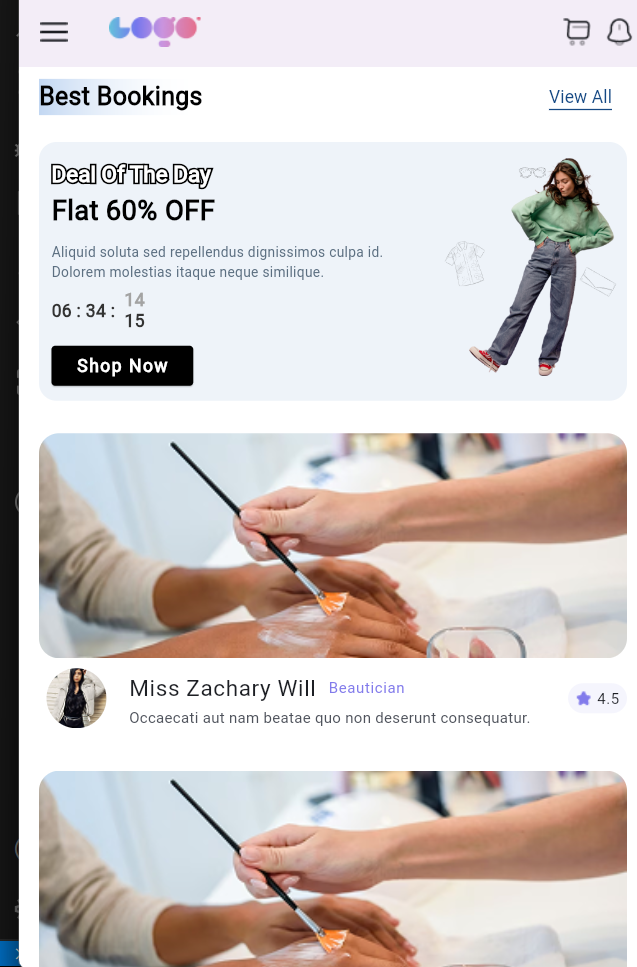 Logo
Best Bookings
View All
Deal Of The Day
Flat 60% OFF
Aliquid soluta sed repellendus dignissimos culpa id.
Dolorem molestias itaque neque similique.
06 : 34 : 14
15
Shop Now
Miss Zachary Will Beautician
4.5
Occaecati aut nam beatae quo non deserunt consequatur.